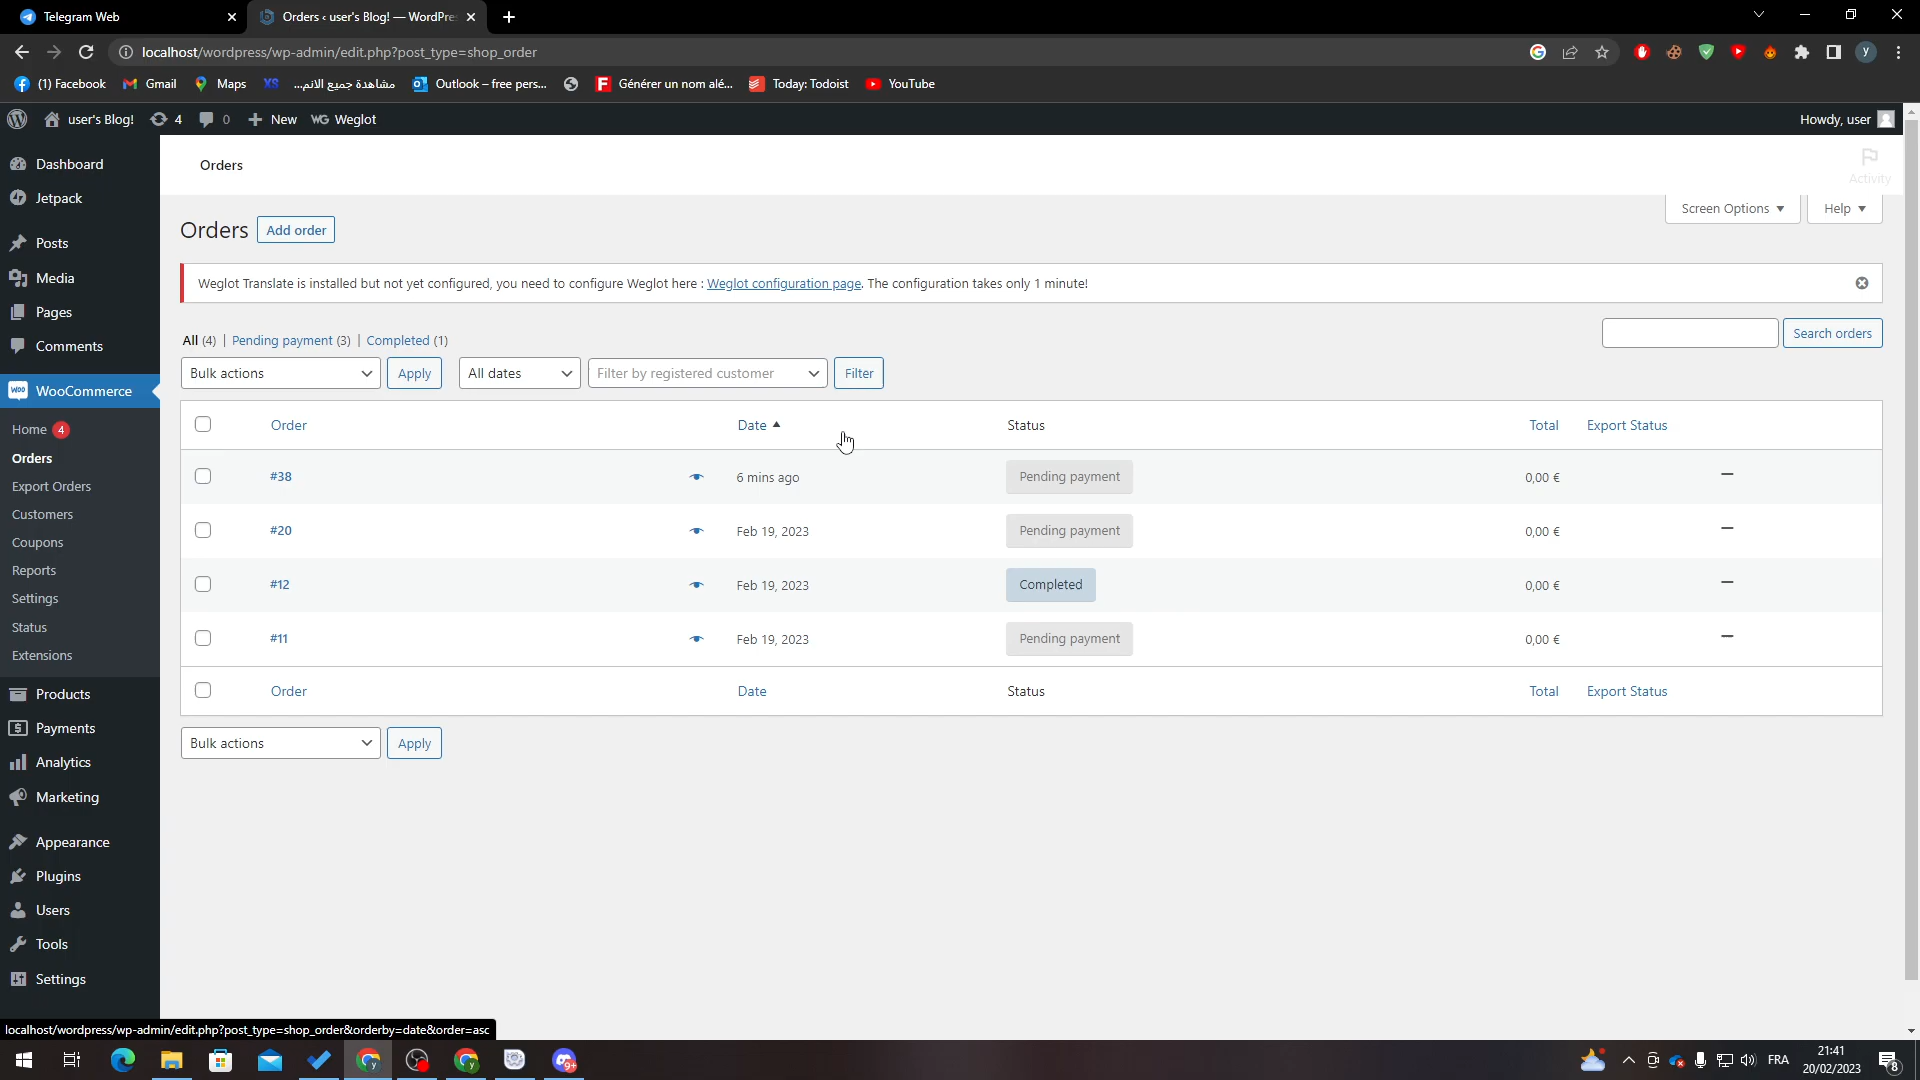 Telegram Web
Orders ‹ user's Blog! — WordPre
localhost/wordpress/wp-admin/edit.php?post_type=shop_order
y
(1) Facebook
Gmail
Maps
XS
مشاهدة جميع الانم...
Outlook – free pers...
Générer un nom alé...
Today: Todoist
YouTube
user's Blog!
4
0
New
WG Weglot
Howdy, user
Dashboard
Jetpack
Posts
Media
Pages
Comments
WooCommerce
Home 4
Orders
Export Orders
Customers
Coupons
Reports
Settings
Status
Extensions
Products
Payments
Analytics
Marketing
Appearance
Plugins
Users
Tools
Settings
Orders
Activity
Screen Options
Help
Orders
Add order
Weglot Translate is installed but not yet configured, you need to configure Weglot here : Weglot configuration page. The configuration takes only 1 minute!
All (4) | Pending payment (3) | Completed (1)
Search orders
Bulk actions
Apply
All dates
Filter by registered customer
Filter
Order Date Status Total Export Status
#38 6 mins ago Pending payment 0,00 € –
#20 Feb 19, 2023 Pending payment 0,00 € –
#12 Feb 19, 2023 Completed 0,00 € –
#11 Feb 19, 2023 Pending payment 0,00 € –
Order Date Status Total Export Status
Bulk actions
Apply
localhost/wordpress/wp-admin/edit.php?post_type=shop_order&orderby=date&order=asc
FRA
21:41
20/02/2023
8